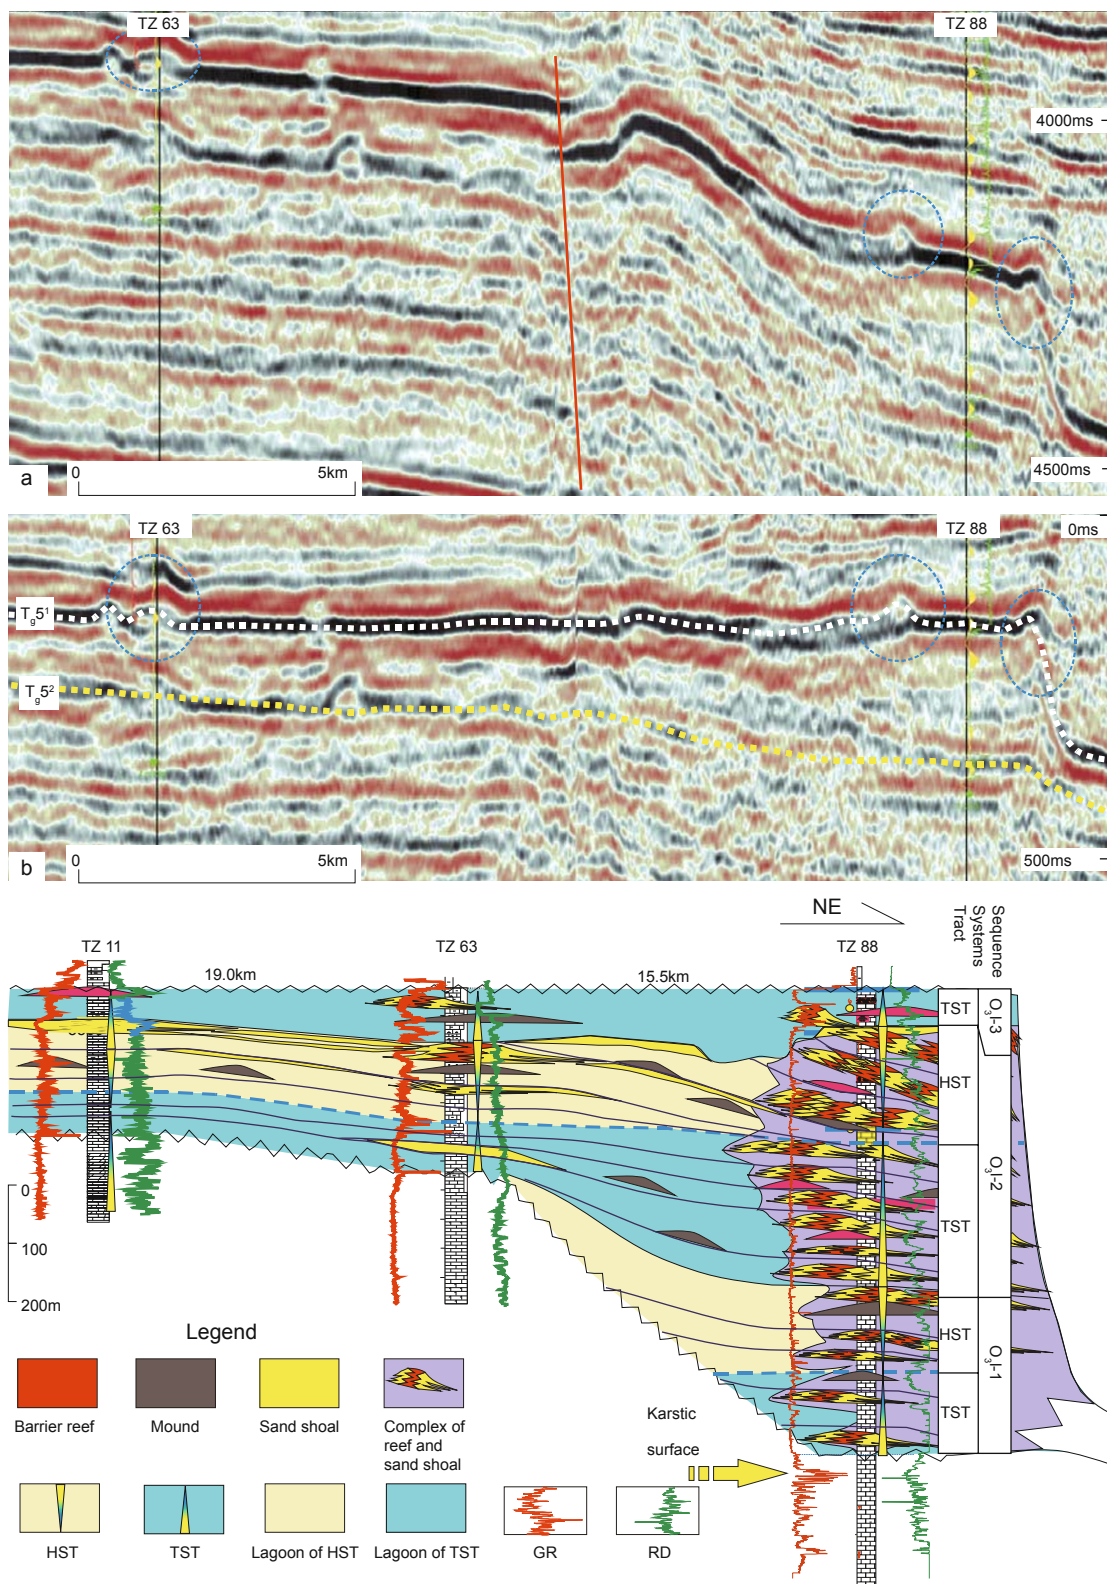 TZ 63
TZ 88
4000ms
4500ms
a
0
5km
TZ 63
TZ 88
0ms
Tg5¹
Tg5²
b
0
5km
500ms
NE
Sequence
Systems
Tract
TZ 11
TZ 63
TZ 88
19.0km
15.5km
TST
O3l-3
HST
O3l-2
TST
HST
O3l-1
TST
0
100
200m
Legend
Barrier reef
Mound
Sand shoal
Complex of
reef and
sand shoal
Karstic
surface
HST
TST
Lagoon of HST
Lagoon of TST
GR
RD